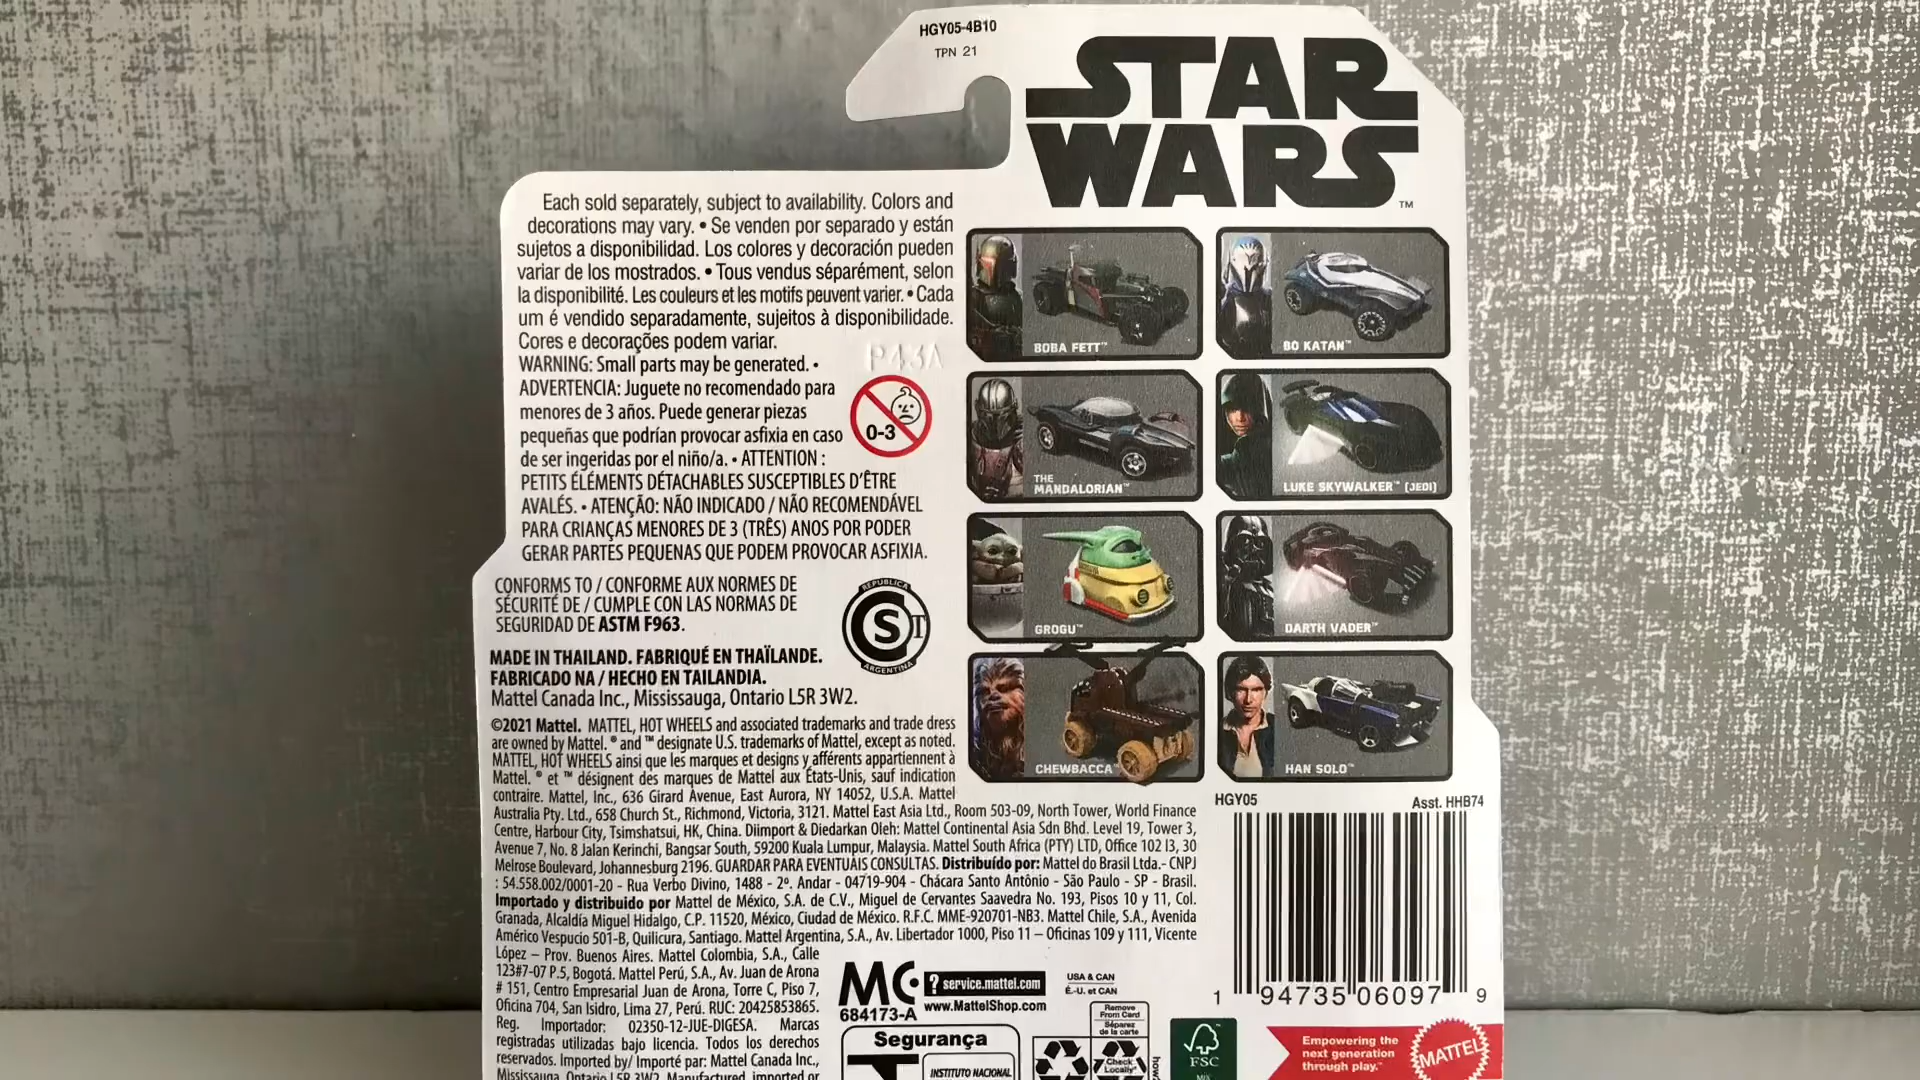 HGY05-4B10
TPN 21
STAR
WARS™
Each sold separately, subject to availability. Colors and
decorations may vary. • Se venden por separado y están
sujetos a disponibilidad. Los colores y decoración pueden
variar de los mostrados. • Tous vendus séparément, selon
la disponibilité. Les couleurs et les motifs peuvent varier. • Cada
um é vendido separadamente, sujeitos à disponibilidade.
Cores e decorações podem variar.
P43A
WARNING: Small parts may be generated. •
ADVERTENCIA: Juguete no recomendado para
menores de 3 años. Puede generar piezas
pequeñas que podrían provocar asfixia en caso
de ser ingeridas por el niño/a. • ATTENTION :
PETITS ÉLÉMENTS DÉTACHABLES SUSCEPTIBLES D'ÊTRE
AVALÉS. • ATENÇÃO: NÃO INDICADO / NÃO RECOMENDÁVEL
PARA CRIANÇAS MENORES DE 3 (TRÊS) ANOS POR PODER
GERAR PARTES PEQUENAS QUE PODEM PROVOCAR ASFIXIA.
0-3
CONFORMS TO / CONFORME AUX NORMES DE
SÉCURITÉ DE / CUMPLE CON LAS NORMAS DE
SEGURIDAD DE ASTM F963.
REPUBLICA
S T
ARGENTINA
MADE IN THAILAND. FABRIQUÉ EN THAÏLANDE.
FABRICADO NA / HECHO EN TAILANDIA.
Mattel Canada Inc., Mississauga, Ontario L5R 3W2.
©2021 Mattel. MATTEL, HOT WHEELS and associated trademarks and trade dress
are owned by Mattel. ® and ™ designate U.S. trademarks of Mattel, except as noted.
MATTEL, HOT WHEELS ainsi que les marques et designs y afférents appartiennent à
Mattel. ® et ™ désignent des marques de Mattel aux États-Unis, sauf indication
contraire. Mattel, Inc., 636 Girard Avenue, East Aurora, NY 14052, U.S.A. Mattel
Australia Pty. Ltd., 658 Church St., Richmond, Victoria, 3121. Mattel East Asia Ltd., Room 503-09, North Tower, World Finance
Centre, Harbour City, Tsimshatsui, HK, China. Diimport & Diedarkan Oleh: Mattel Continental Asia Sdn Bhd. Level 19, Tower 3,
Avenue 7, No. 8 Jalan Kerinchi, Bangsar South, 59200 Kuala Lumpur, Malaysia. Mattel South Africa (PTY) LTD, Office 102 I3, 30
Melrose Boulevard, Johannesburg 2196. GUARDAR PARA EVENTUAIS CONSULTAS. Distribuído por: Mattel do Brasil Ltda.- CNPJ
: 54.558.002/0001-20 - Rua Verbo Divino, 1488 - 2º. Andar - 04719-904 - Chácara Santo Antônio - São Paulo - SP - Brasil.
Importado y distribuido por Mattel de México, S.A. de C.V., Miguel de Cervantes Saavedra No. 193, Pisos 10 y 11, Col.
Granada, Alcaldía Miguel Hidalgo, C.P. 11520, México, Ciudad de México. R.F.C. MME-920701-NB3. Mattel Chile, S.A., Avenida
Américo Vespucio 501-B, Quilicura, Santiago. Mattel Argentina, S.A., Av. Libertador 1000, Piso 11 – Oficinas 109 y 111, Vicente
López – Prov. Buenos Aires. Mattel Colombia, S.A., Calle
123#7-07 P.5, Bogotá. Mattel Perú, S.A., Av. Juan de Arona
# 151, Centro Empresarial Juan de Arona, Torre C, Piso 7,
Oficina 704, San Isidro, Lima 27, Perú. RUC: 20425853865.
Reg. Importador: 02350-12-JUE-DIGESA. Marcas
registradas utilizadas bajo licencia. Todos los derechos
reservados. Imported by/ Importé par: Mattel Canada Inc.,
Mississauga, Ontario L5R 3W2. Manufactured, imported or
BOBA FETT™
BO KATAN™
THE
MANDALORIAN™
LUKE SKYWALKER™ (JEDI)
GROGU™
DARTH VADER™
CHEWBACCA™
HAN SOLO™
HGY05
Asst. HHB74
1 94735 06097 9
MC
684173-A
? service.mattel.com
www.MattelShop.com
USA & CAN
É.-U. et CAN
Segurança
INSTITUTO NACIONAL
Remove
From Card
Séparez
de la carte
Check
Locally*
how2
FSC
MIX
Empowering the
next generation
through play.™
MATTEL